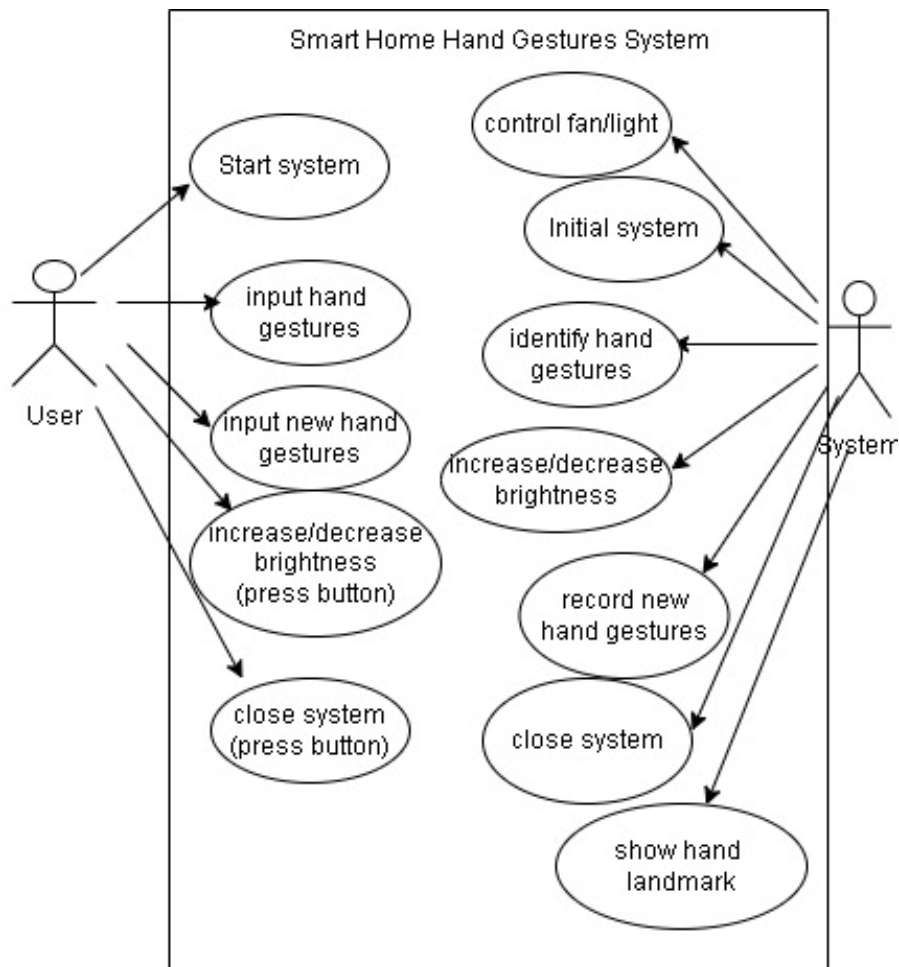 Smart Home Hand Gestures System
control fan/light
Start system
Initial system
input hand
gestures
identify hand
gestures
User
input new hand
gestures
System
increase/decrease
brightness
increase/decrease
brightness
(press button)
record new
hand gestures
close system
(press button)
close system
show hand
landmark